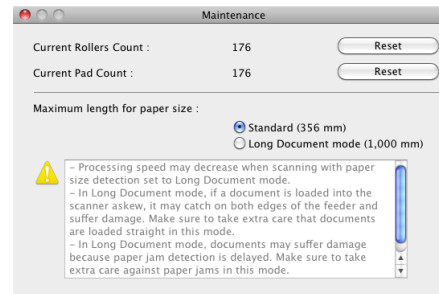 Maintenance
Current Rollers Count : 176 Reset
Current Pad Count : 176 Reset
Maximum length for paper size :
Standard (356 mm)
Long Document mode (1,000 mm)
– Processing speed may decrease when scanning with paper
size detection set to Long Document mode.
– In Long Document mode, if a document is loaded into the
scanner askew, it may catch on both edges of the feeder and
suffer damage. Make sure to take extra care that documents
are loaded straight in this mode.
– In Long Document mode, documents may suffer damage
because paper jam detection is delayed. Make sure to take
extra care against paper jams in this mode.